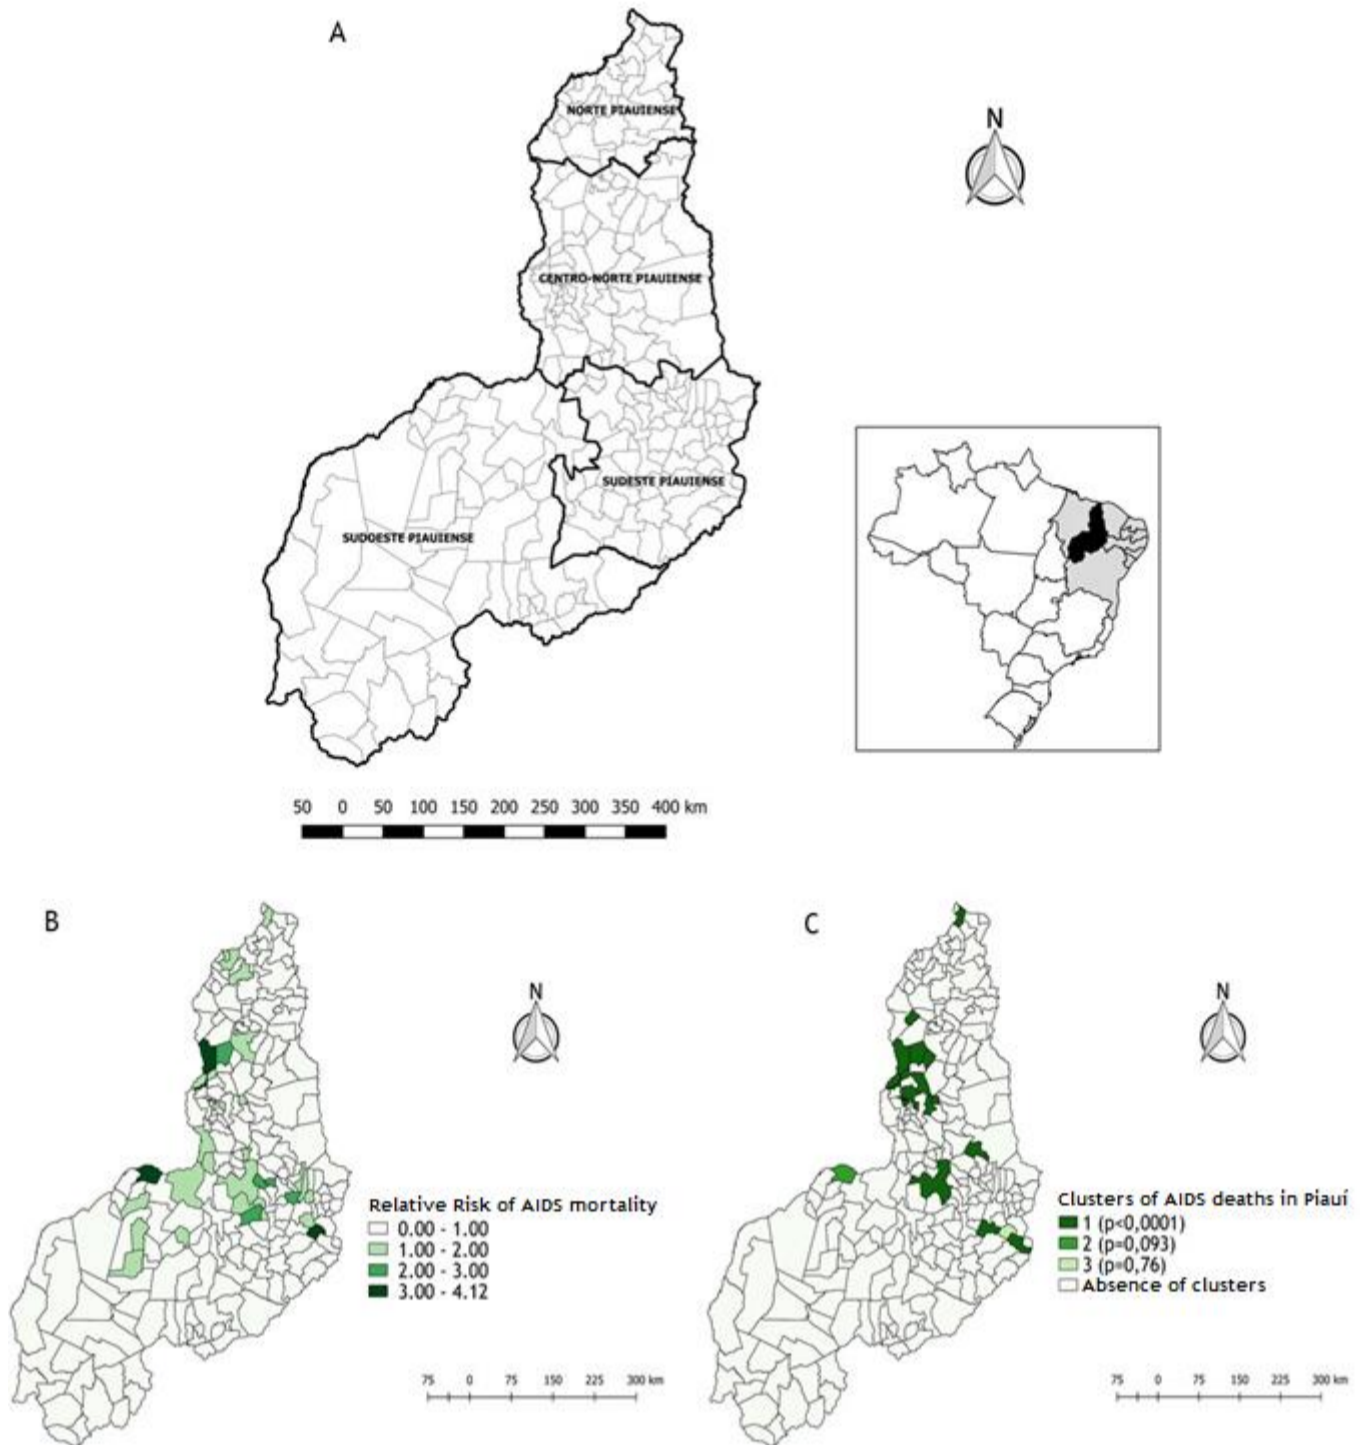 A
N
NORTE PIAUIENSE
CENTRO-NORTE PIAUIENSE
SUDESTE PIAUIENSE
SUDOESTE PIAUIENSE
50 0 50 100 150 200 250 300 350 400 km
B
N
Relative Risk of AIDS mortality
0.00 - 1.00
1.00 - 2.00
2.00 - 3.00
3.00 - 4.12
75 0 75 150 225 300 km
C
N
Clusters of AIDS deaths in Piauí
1 (p<0,0001)
2 (p=0,093)
3 (p=0,76)
Absence of clusters
75 0 75 150 225 300 km